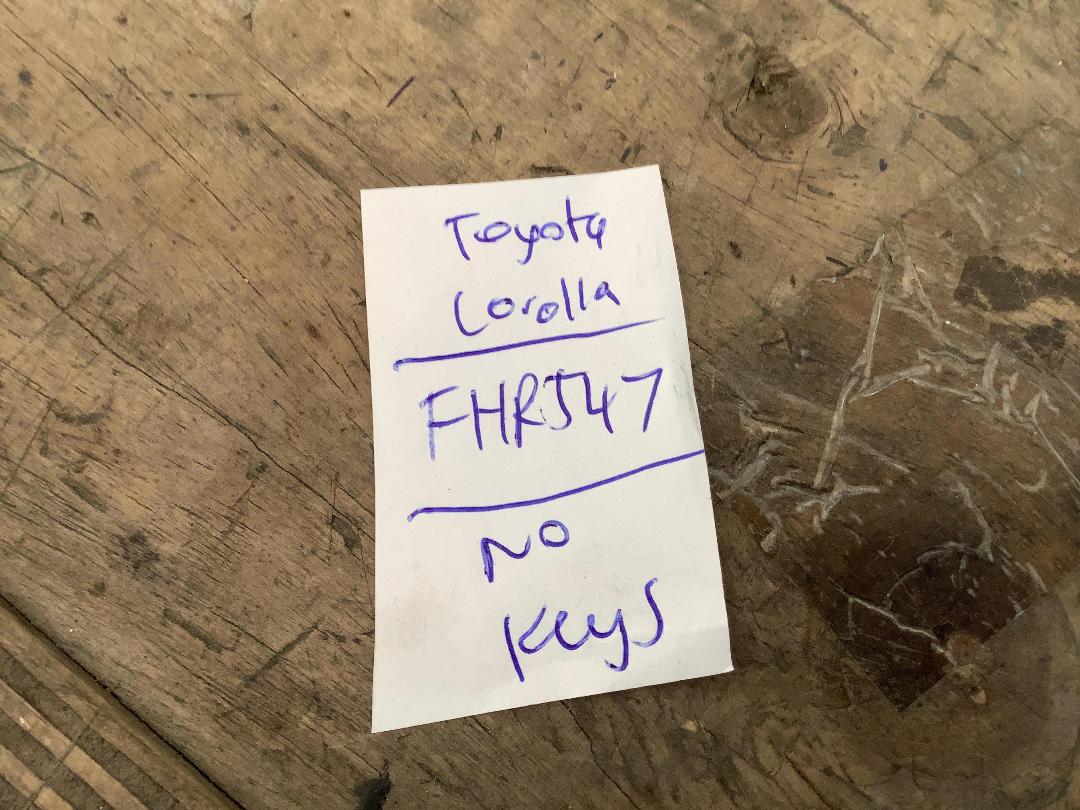 Toyota
Corolla
FHR547
NO
Keys